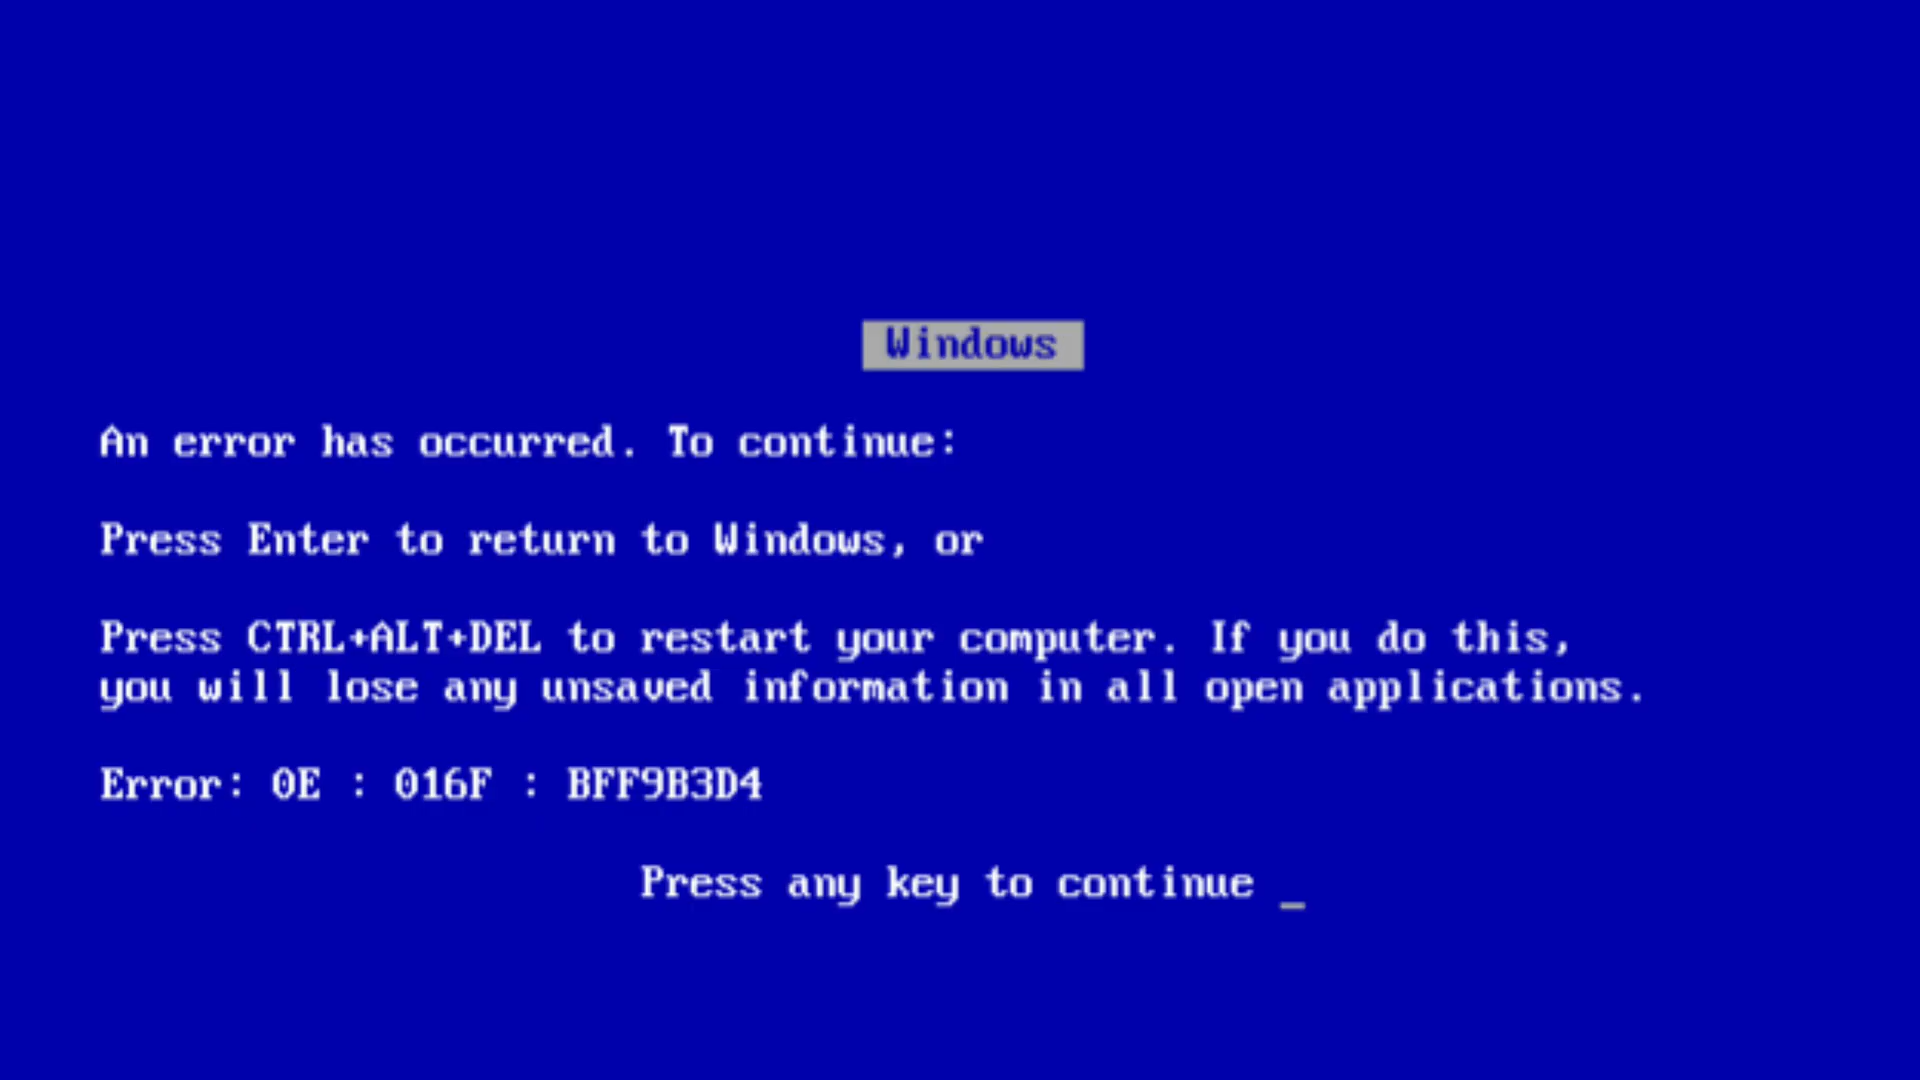 Windows
An error has occurred. To continue:
Press Enter to return to Windows, or
Press CTRL+ALT+DEL to restart your computer. If you do this,
you will lose any unsaved information in all open applications.
Error: 0E : 016F : BFF9B3D4
Press any key to continue _